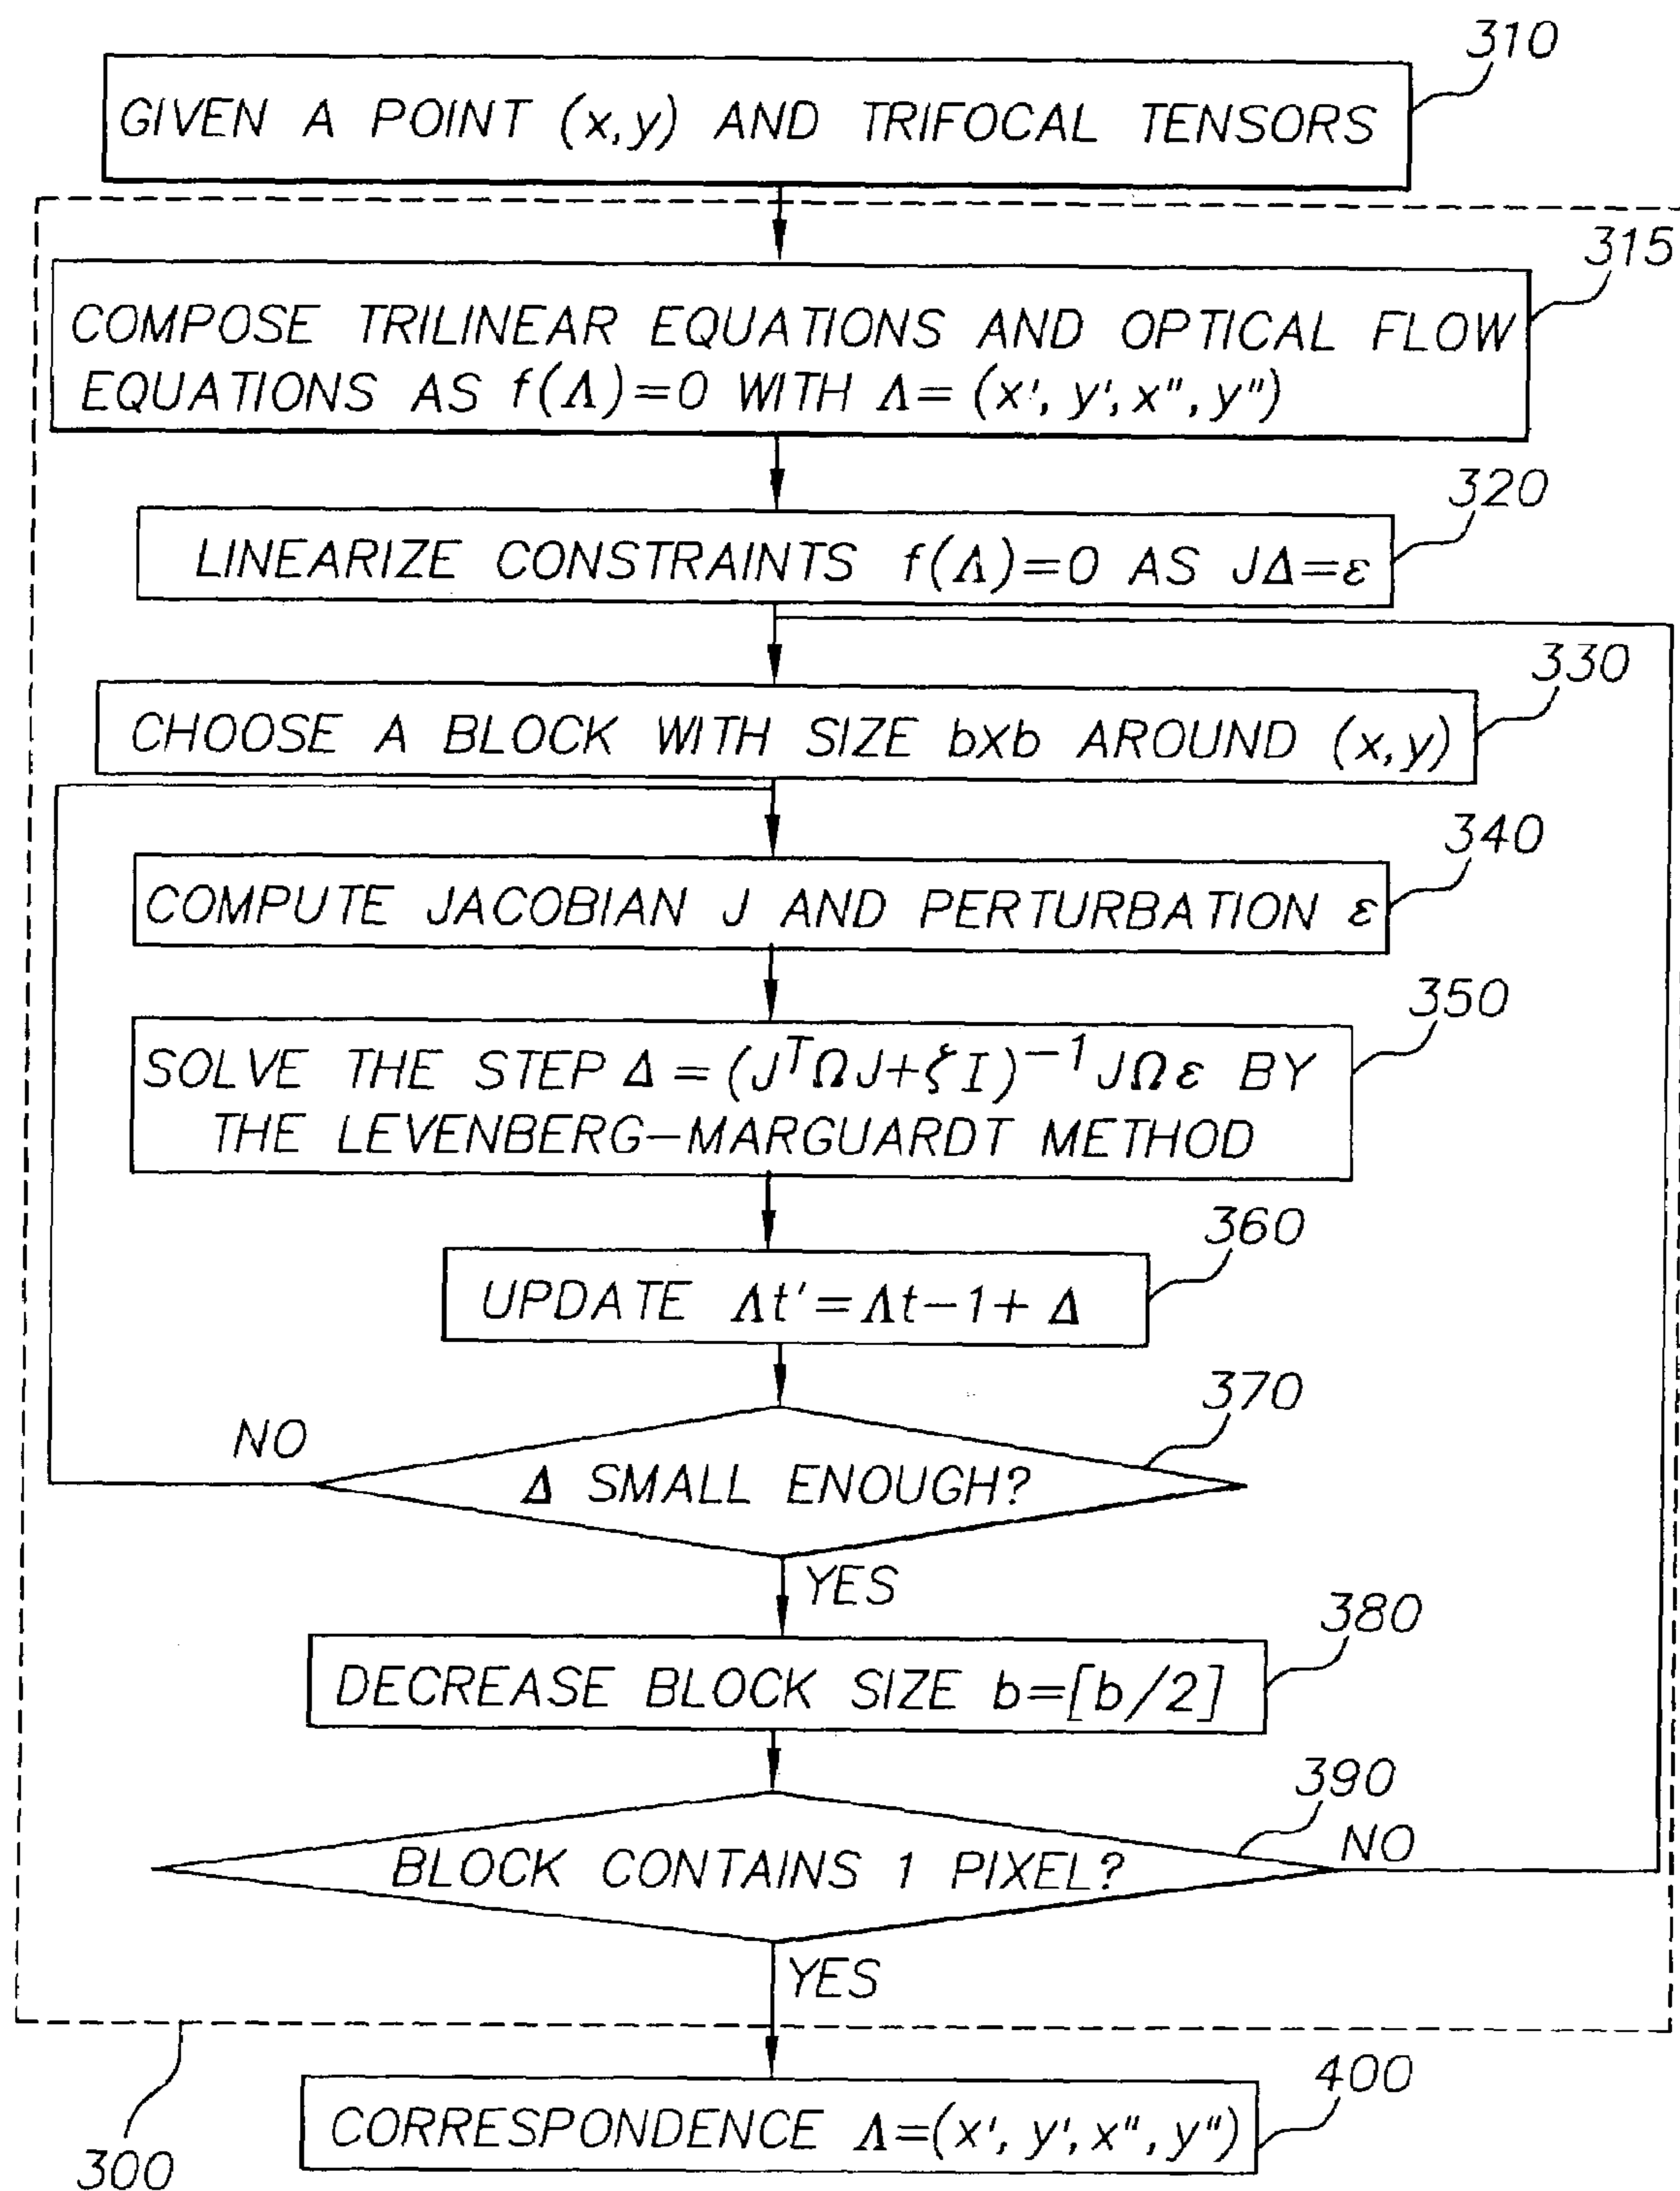 310
GIVEN A POINT (x,y) AND TRIFOCAL TENSORS
315
COMPOSE TRILINEAR EQUATIONS AND OPTICAL FLOW
EQUATIONS AS f(Λ)=0 WITH Λ=(x', y', x'', y'')
320
LINEARIZE CONSTRAINTS f(Λ)=0 AS JΔ=ε
330
CHOOSE A BLOCK WITH SIZE bxb AROUND (x,y)
340
COMPUTE JACOBIAN J AND PERTURBATION ε
350
SOLVE THE STEP Δ=(JᵀΩJ+ζI)⁻¹JΩε BY
THE LEVENBERG-MARGUARDT METHOD
360
UPDATE Λt'=Λt-1+Δ
370
NO
Δ SMALL ENOUGH?
YES
380
DECREASE BLOCK SIZE b=[b/2]
390
NO
BLOCK CONTAINS 1 PIXEL?
YES
400
CORRESPONDENCE Λ=(x', y', x'', y'')
300